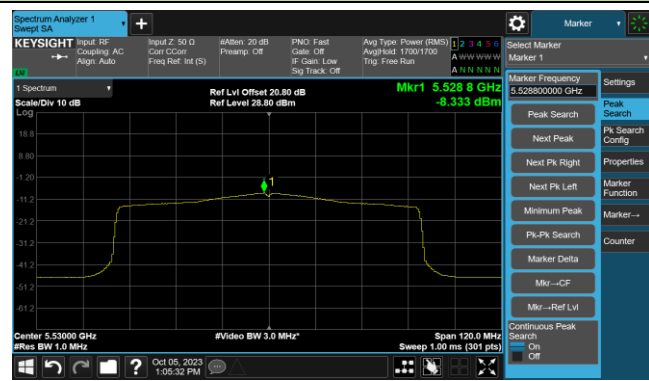 Spectrum Analyzer 1
Swept SA
Marker
KEYSIGHT
Input: RF
Coupling: AC
Align: Auto
Input Z: 50 Ω
Corr CCorr
Freq Ref: Int (S)
#Atten: 20 dB
Preamp: Off
PNO: Fast
Gate: Off
IF Gain: Low
Sig Track: Off
Avg Type: Power (RMS)
Avg|Hold: 1700/1700
Trig: Free Run
1 2 3 4 5 6
A W W W W W
A N N N N N
LXI
Select Marker
Marker 1
1 Spectrum
Scale/Div 10 dB
Log
Ref Lvl Offset 20.80 dB
Ref Level 28.80 dBm
Mkr1 5.528 8 GHz
-8.333 dBm
18.8
8.80
-1.20
-11.2
-21.2
-31.2
-41.2
-51.2
-61.2
1
Center 5.53000 GHz
#Res BW 1.0 MHz
#Video BW 3.0 MHz*
Span 120.0 MHz
Sweep 1.00 ms (301 pts)
Marker Frequency
5.528800000 GHz
Peak Search
Next Peak
Next Pk Right
Next Pk Left
Minimum Peak
Pk-Pk Search
Marker Delta
Mkr→CF
Mkr→Ref Lvl
Continuous Peak
Search
On
Off
Settings
Peak
Search
Pk Search
Config
Properties
Marker
Function
Marker→
Counter
?
Oct 05, 2023
1:05:32 PM